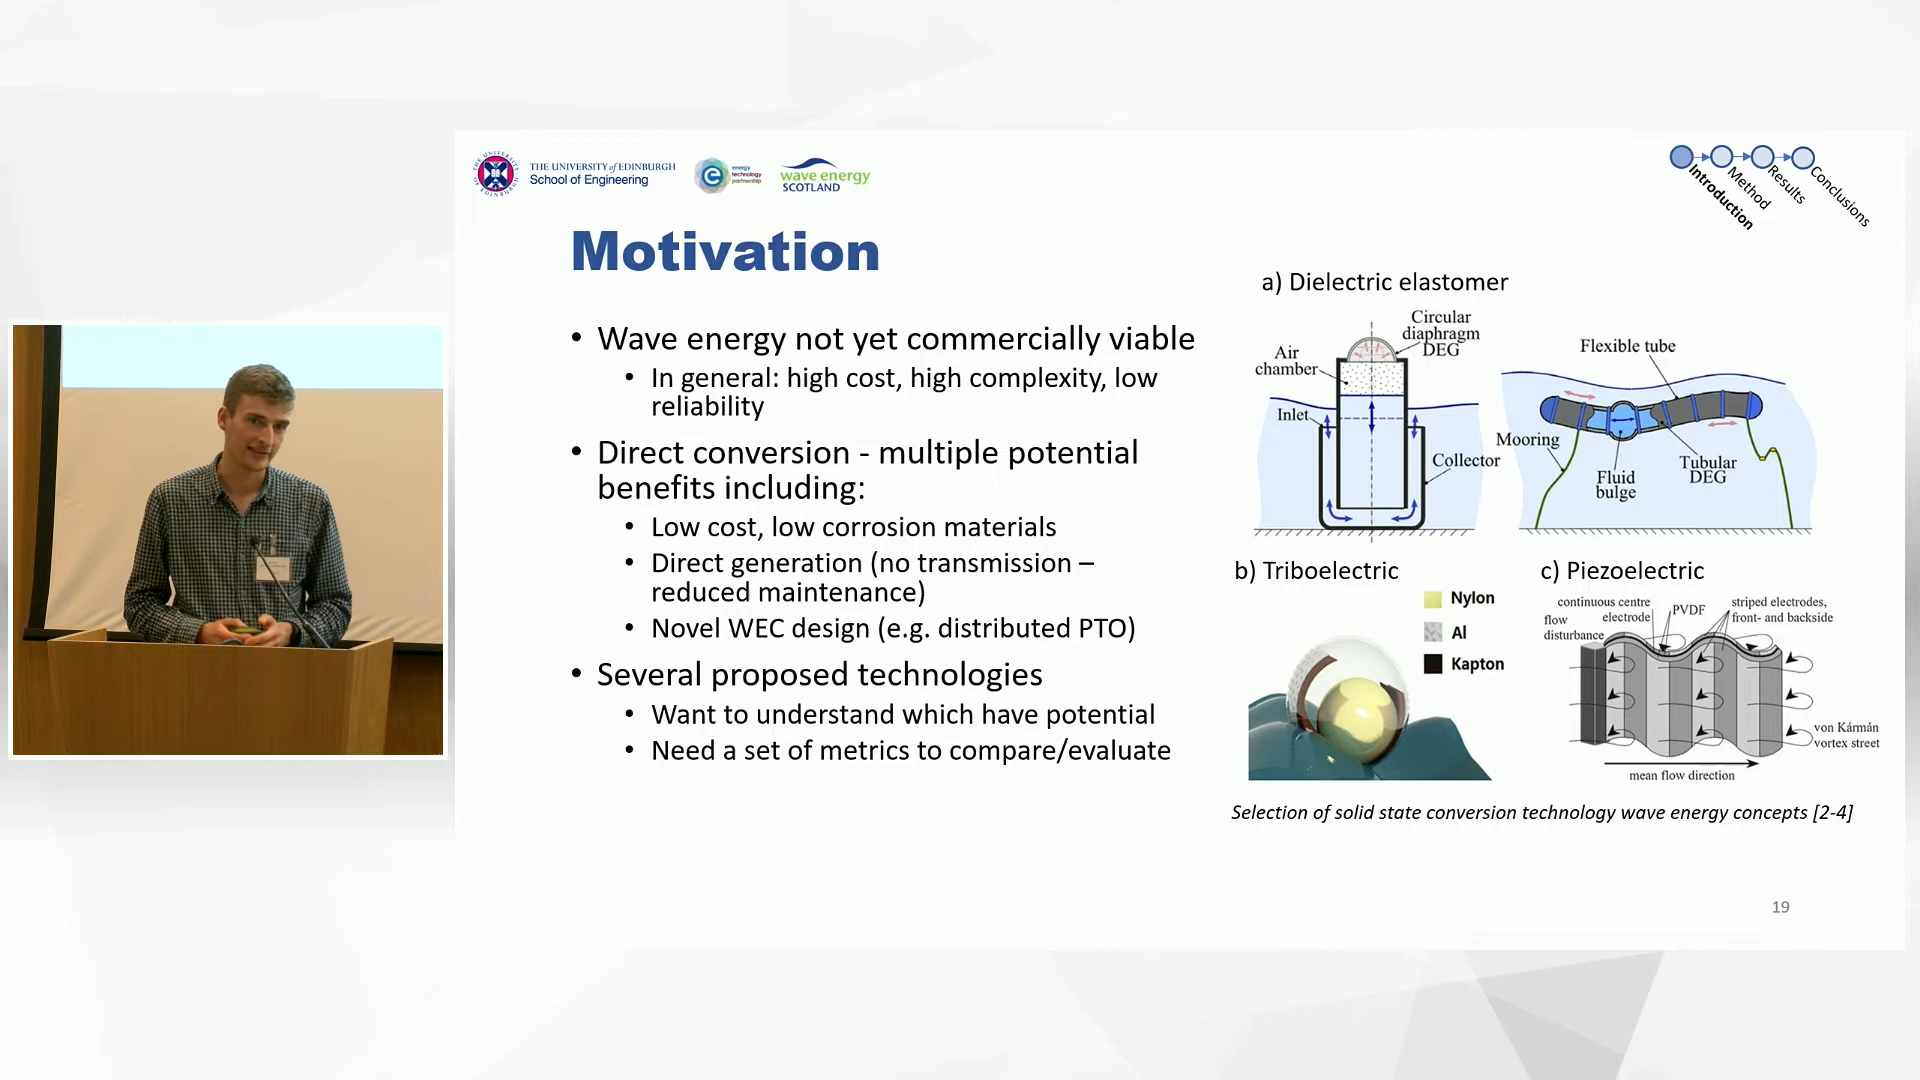 THE UNIVERSITY of EDINBURGH
School of Engineering
energy
technology
partnership
wave energy
SCOTLAND
Introduction
Method
Results
Conclusions
Motivation
• Wave energy not yet commercially viable
• In general: high cost, high complexity, low
reliability
• Direct conversion - multiple potential
benefits including:
• Low cost, low corrosion materials
• Direct generation (no transmission –
reduced maintenance)
• Novel WEC design (e.g. distributed PTO)
• Several proposed technologies
• Want to understand which have potential
• Need a set of metrics to compare/evaluate
a) Dielectric elastomer
Circular
diaphragm
DEG
Air
chamber
Inlet
Collector
Flexible tube
Mooring
Fluid
bulge
Tubular
DEG
b) Triboelectric
Nylon
Al
Kapton
c) Piezoelectric
continuous centre
electrode
PVDF
striped electrodes,
front- and backside
flow
disturbance
von Kármán
vortex street
mean flow direction
Selection of solid state conversion technology wave energy concepts [2-4]
19